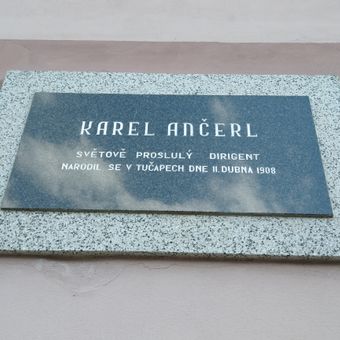 KAREL ANČERL
SVĚTOVĚ PROSLULÝ DIRIGENT
NARODIL SE V TUČAPECH DNE 11.DUBNA 1908